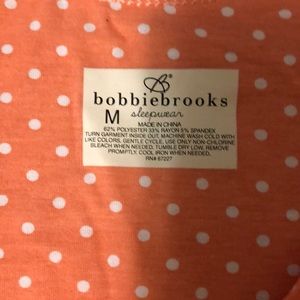 B®
bobbiebrooks
M sleepwear
MADE IN CHINA
62% POLYESTER 33% RAYON 5% SPANDEX
TURN GARMENT INSIDE OUT, MACHINE WASH COLD WITH
LIKE COLORS, GENTLE CYCLE, USE ONLY NON-CHLORINE
BLEACH WHEN NEEDED, TUMBLE DRY LOW, REMOVE
PROMPTLY, COOL IRON WHEN NEEDED.
RN# 67227